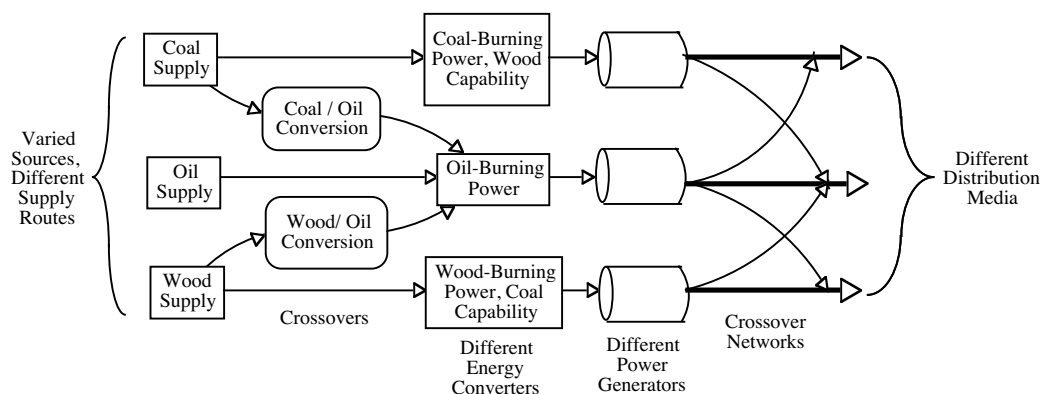 Varied
Sources,
Different
Supply
Routes
Coal
Supply
Coal / Oil
Conversion
Oil
Supply
Wood/ Oil
Conversion
Wood
Supply
Crossovers
Coal-Burning
Power, Wood
Capability
Oil-Burning
Power
Wood-Burning
Power, Coal
Capability
Different
Energy
Converters
Different
Power
Generators
Crossover
Networks
Different
Distribution
Media